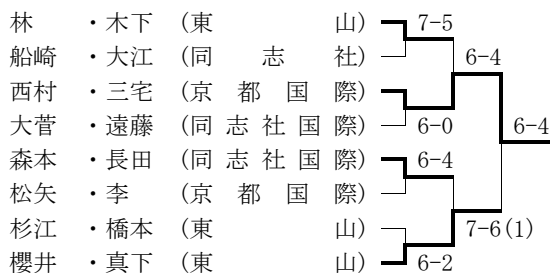 林　・木下（東　　　山） 7-5
船崎・大江（同　志　社） 6-4
西村・三宅（京 都 国 際）
大菅・遠藤（同志社国際） 6-0 6-4
森本・長田（同志社国際） 6-4
松矢・李　（京 都 国 際）
杉江・橋本（東　　　山） 7-6(1)
櫻井・真下（東　　　山） 6-2